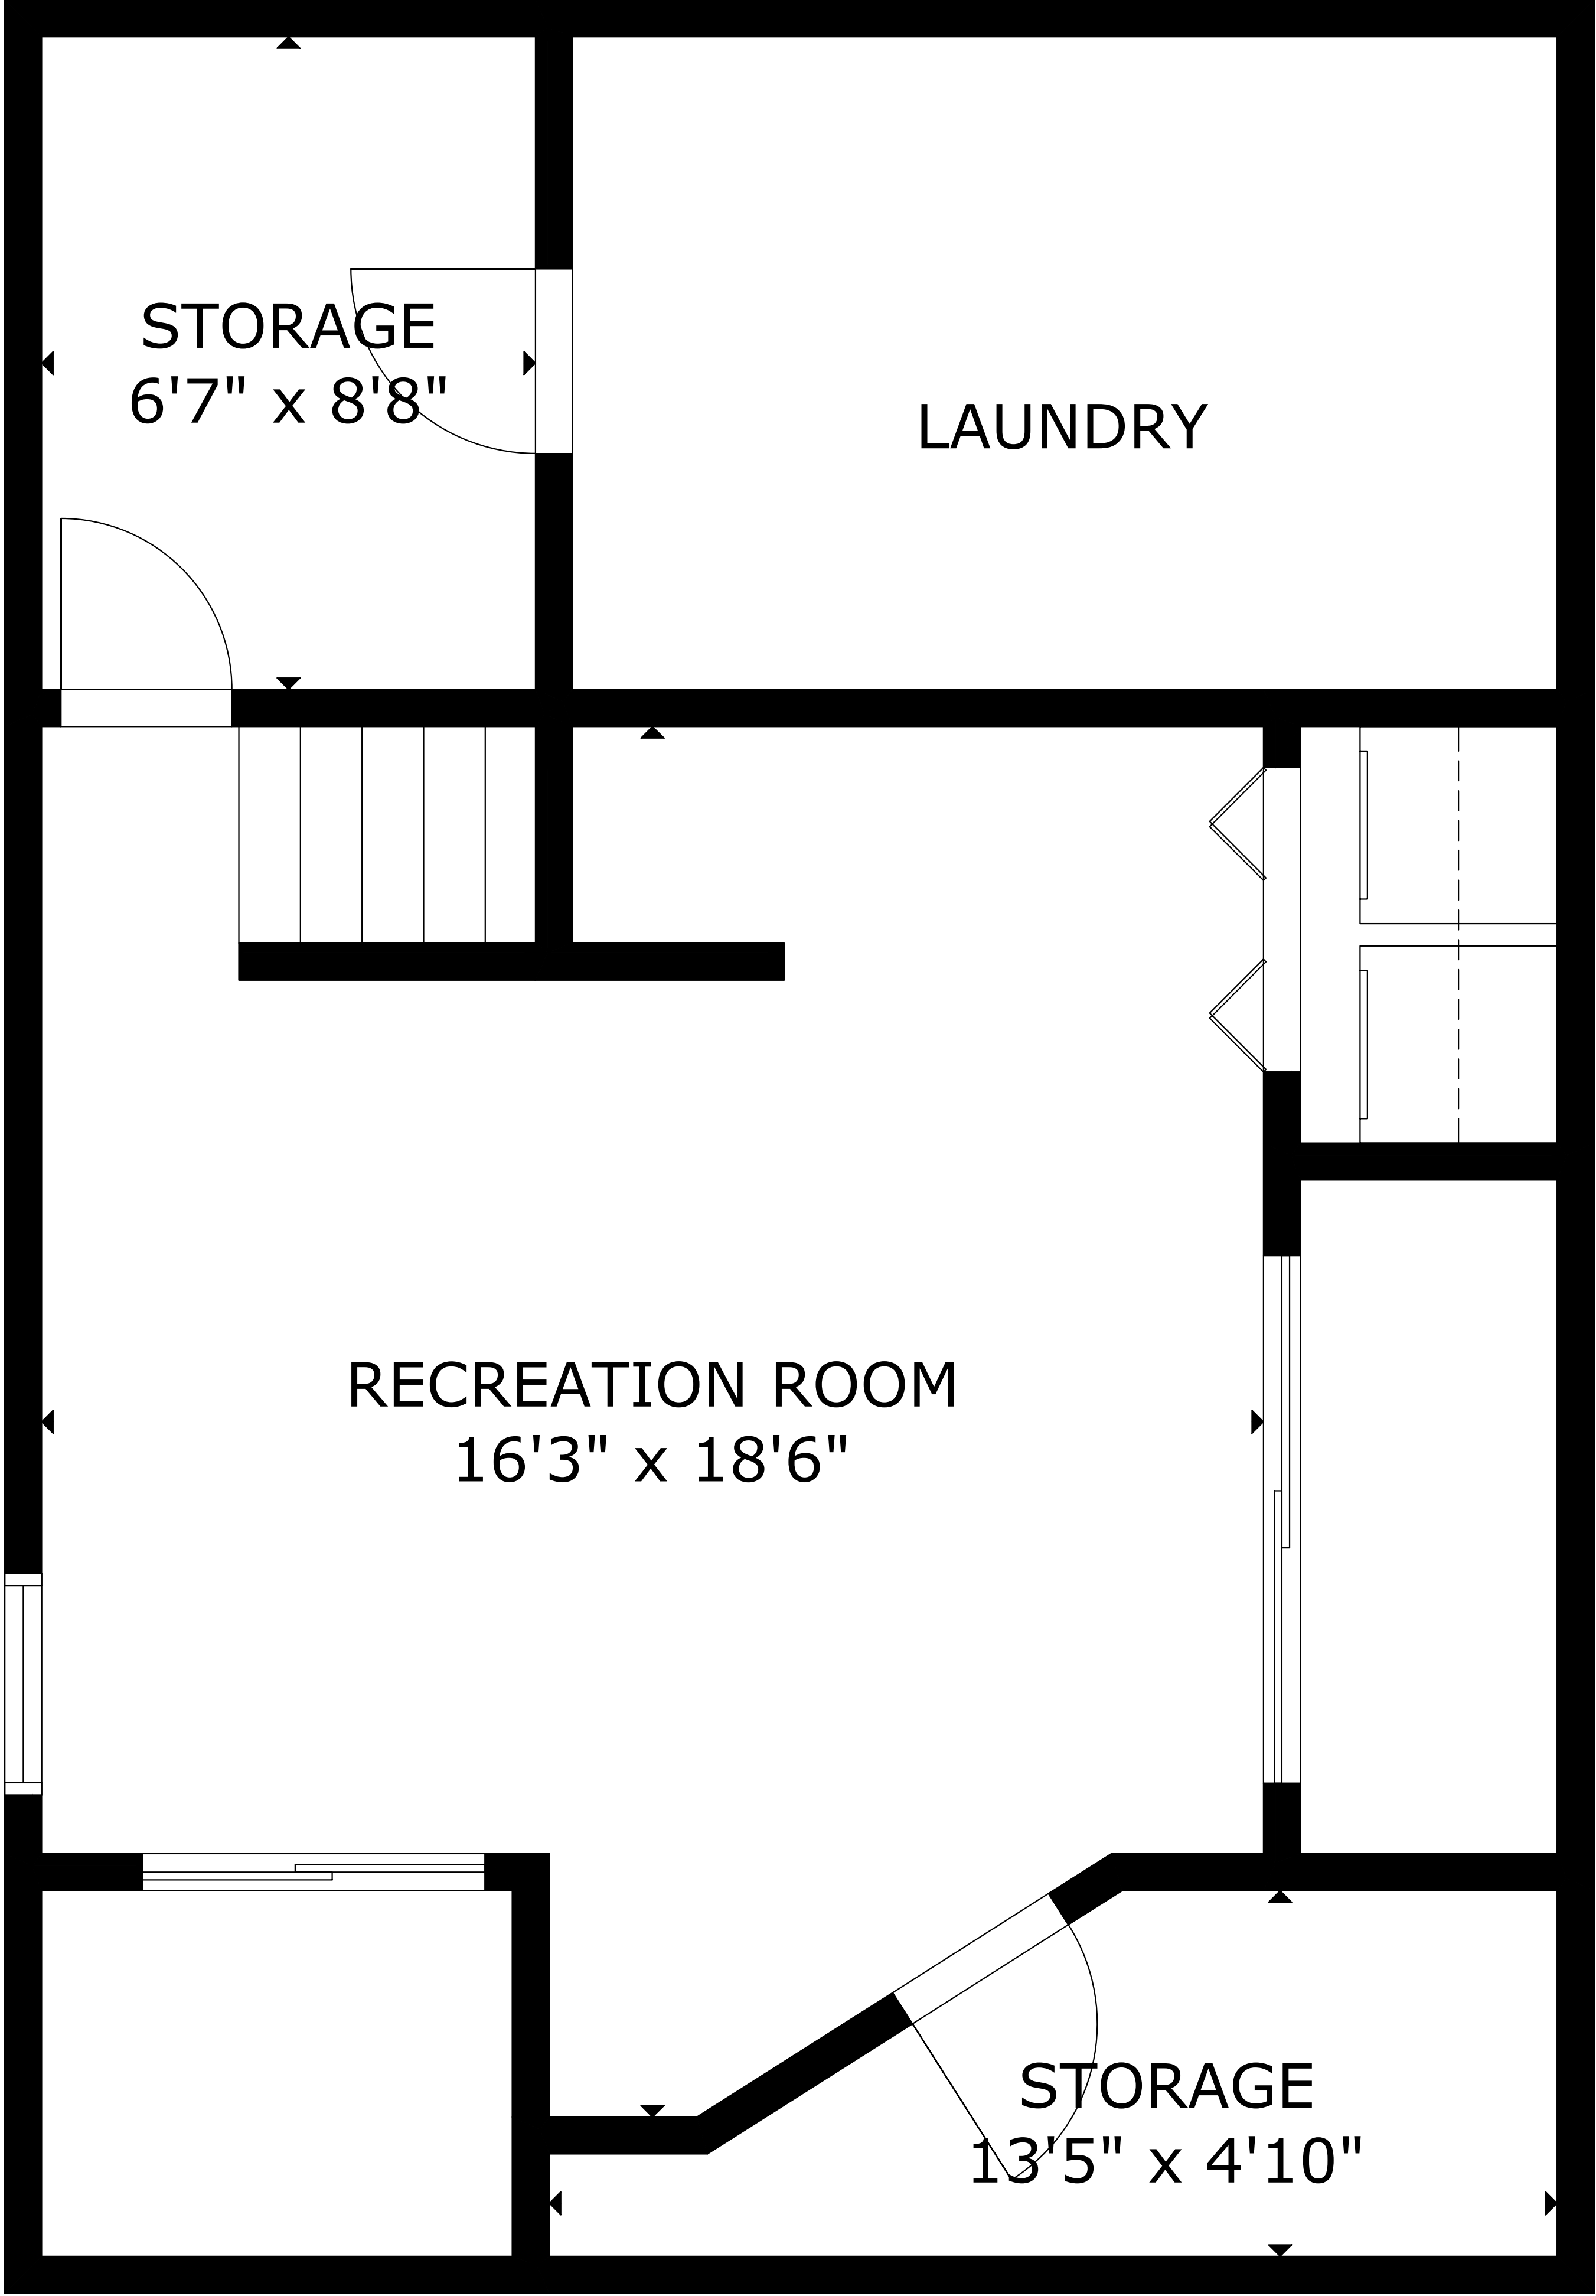 STORAGE
6'7" x 8'8"
LAUNDRY
RECREATION ROOM
16'3" x 18'6"
STORAGE
13'5" x 4'10"